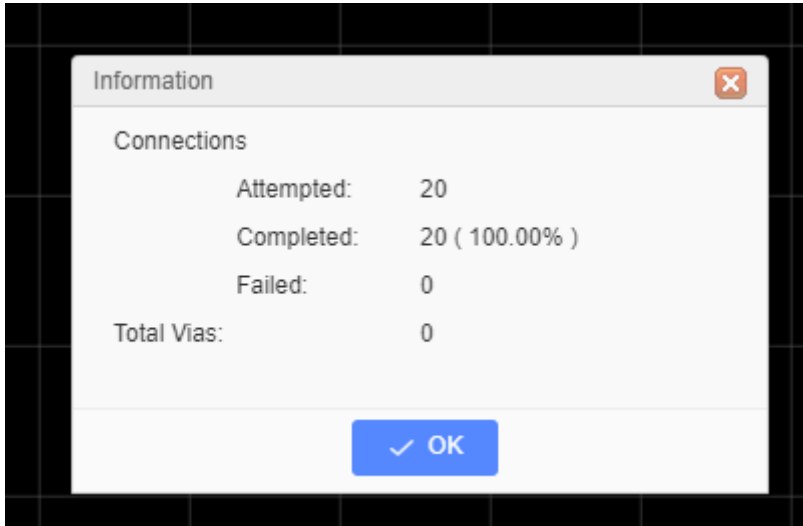 Information
Connections
Attempted: 20
Completed: 20 ( 100.00% )
Failed: 0
Total Vias: 0
OK